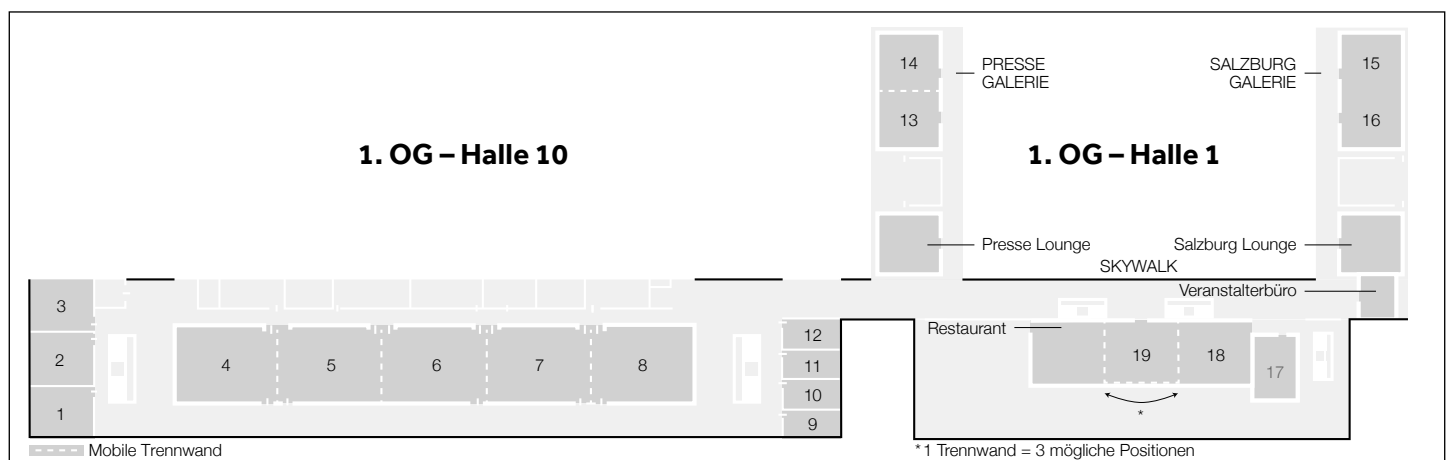 14
PRESSE
GALERIE
SALZBURG
GALERIE
15
13
16
1. OG – Halle 10
1. OG – Halle 1
Presse Lounge
Salzburg Lounge
SKYWALK
Veranstalterbüro
3
Restaurant
12
2
4
5
6
7
8
11
19
18
17
10
1
9
*
Mobile Trennwand
*1 Trennwand = 3 mögliche Positionen